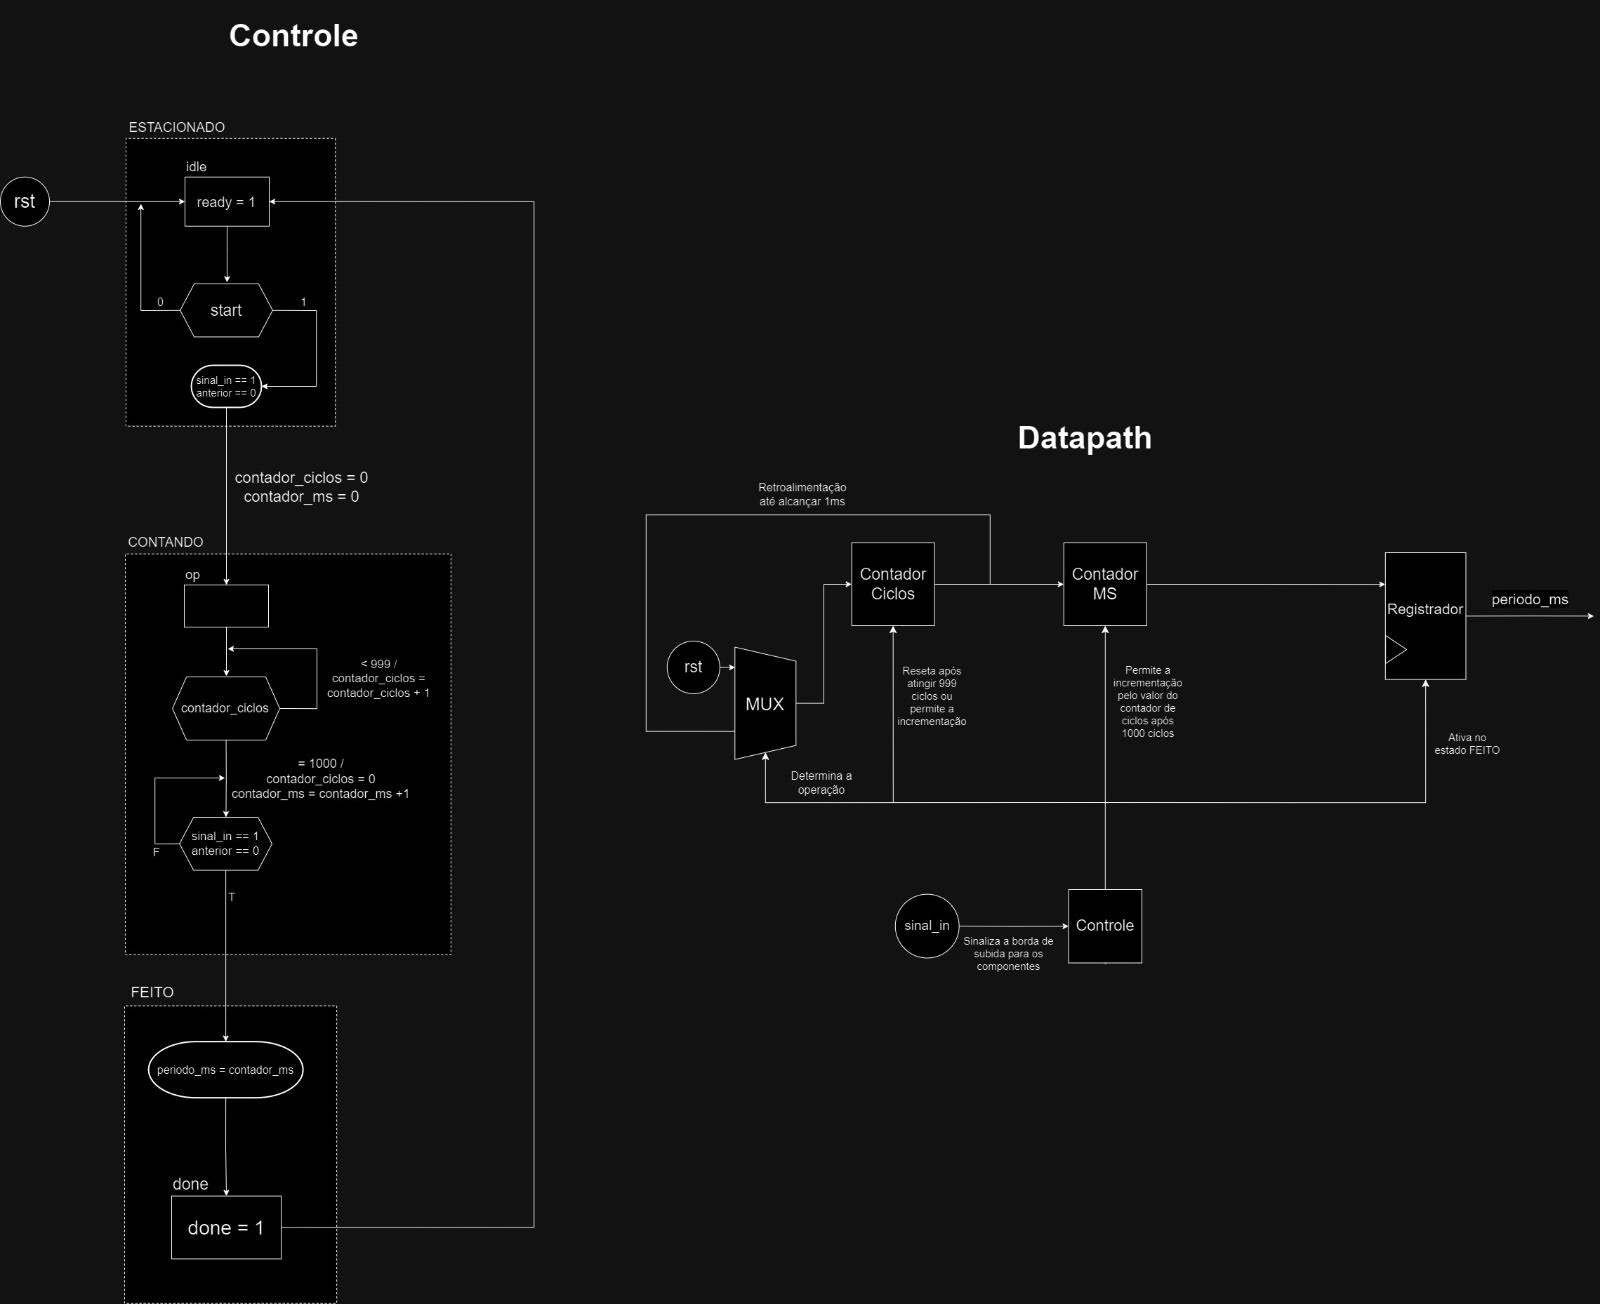 Controle
ESTACIONADO
idle
rst
ready = 1
0
start
1
sinal_in == 1
anterior == 0
contador_ciclos = 0
contador_ms = 0
CONTANDO
op
< 999 /
contador_ciclos =
contador_ciclos + 1
contador_ciclos
= 1000 /
contador_ciclos = 0
contador_ms = contador_ms +1
sinal_in == 1
anterior == 0
F
T
FEITO
periodo_ms = contador_ms
done
done = 1
Datapath
Retroalimentação
até alcançar 1ms
Contador
Ciclos
Contador
MS
Registrador
periodo_ms
rst
MUX
Reseta após
atingir 999
ciclos ou
permite a
incrementação
Permite a
incrementação
pelo valor do
contador de
ciclos após
1000 ciclos
Ativa no
estado FEITO
Determina a
operação
sinal_in
Sinaliza a borda de
subida para os
componentes
Controle